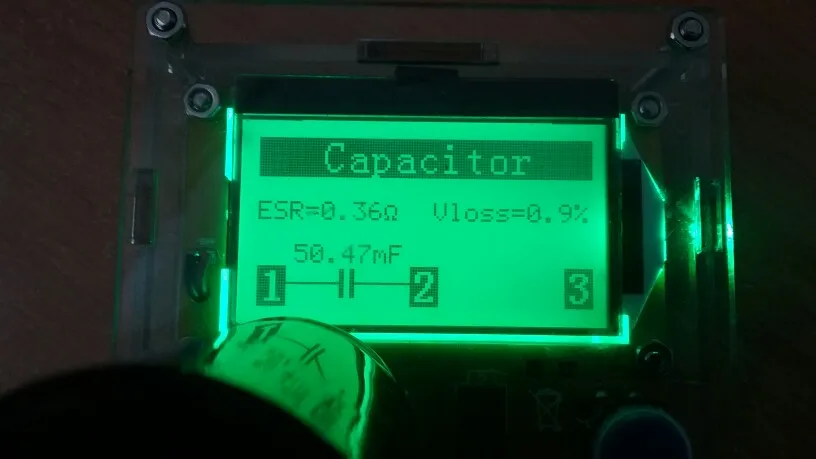 Capacitor
ESR=0.36Ω Vloss=0.9%
50.47mF
1 2 3